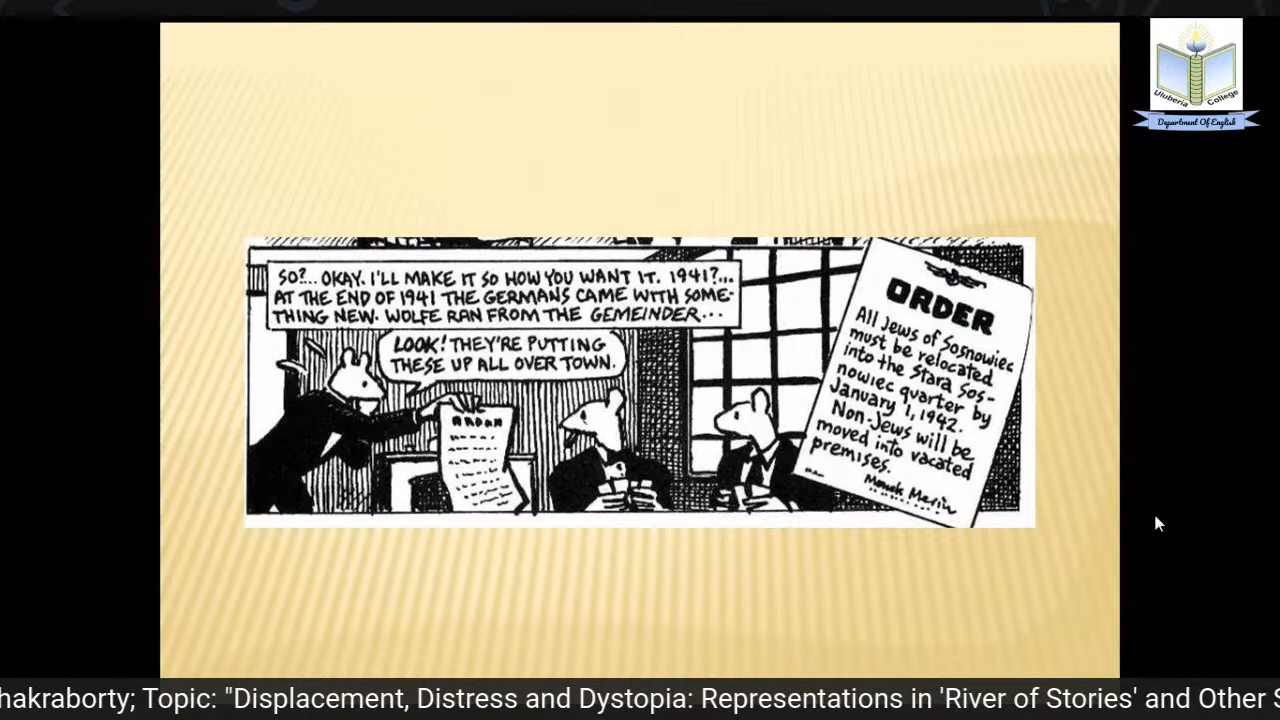 Uluberia College
Department Of English
SO?... OKAY. I'LL MAKE IT SO HOW YOU WANT IT. 1941?...
AT THE END OF 1941 THE GERMANS CAME WITH SOME-
THING NEW. WOLFE RAN FROM THE GEMEINDER...
LOOK! THEY'RE PUTTING
THESE UP ALL OVER TOWN.
ORDER
ORDER
All Jews of Sosnowiec
must be relocated
into the Stara Sos-
nowiec quarter by
January 1, 1942.
Non-Jews will be
moved into vacated
premises.
Monek Merin
hakraborty; Topic: "Displacement, Distress and Dystopia: Representations in 'River of Stories' and Other S